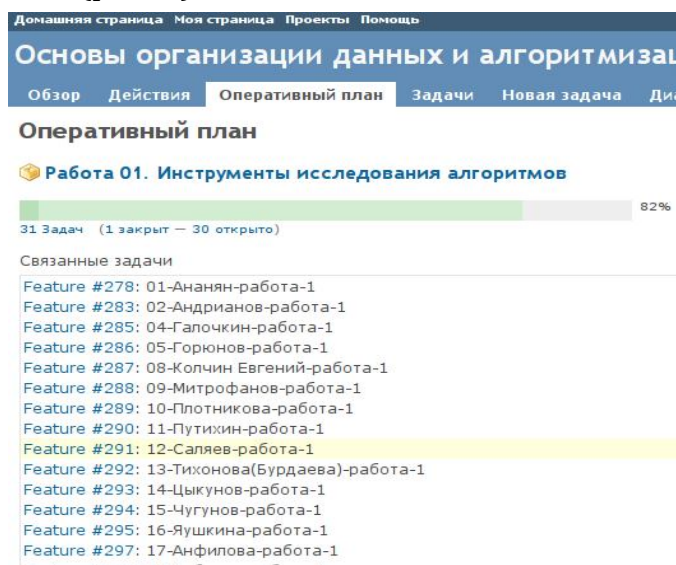 Домашняя страница Моя страница Проекты Помощь
Основы организации данных и
Обзор Действия Оперативный план Задачи Новая задача
Оперативный план
Работа 01. Инструменты исследования алгоритмов
82%
31 Задач (1 закрыт — 30 открыто)
Связанные задачи
Feature #278: 01-Ананян-работа-1
Feature #283: 02-Андрианов-работа-1
Feature #285: 04-Галочкин-работа-1
Feature #286: 05-Горюнов-работа-1
Feature #287: 08-Колчин Евгений-работа-1
Feature #288: 09-Митрофанов-работа-1
Feature #289: 10-Плотникова-работа-1
Feature #290: 11-Путихин-работа-1
Feature #291: 12-Саляев-работа-1
Feature #292: 13-Тихонова(Бурдаева)-работа-1
Feature #293: 14-Цыкунов-работа-1
Feature #294: 15-Чугунов-работа-1
Feature #295: 16-Яушкина-работа-1
Feature #297: 17-Анфилова-работа-1